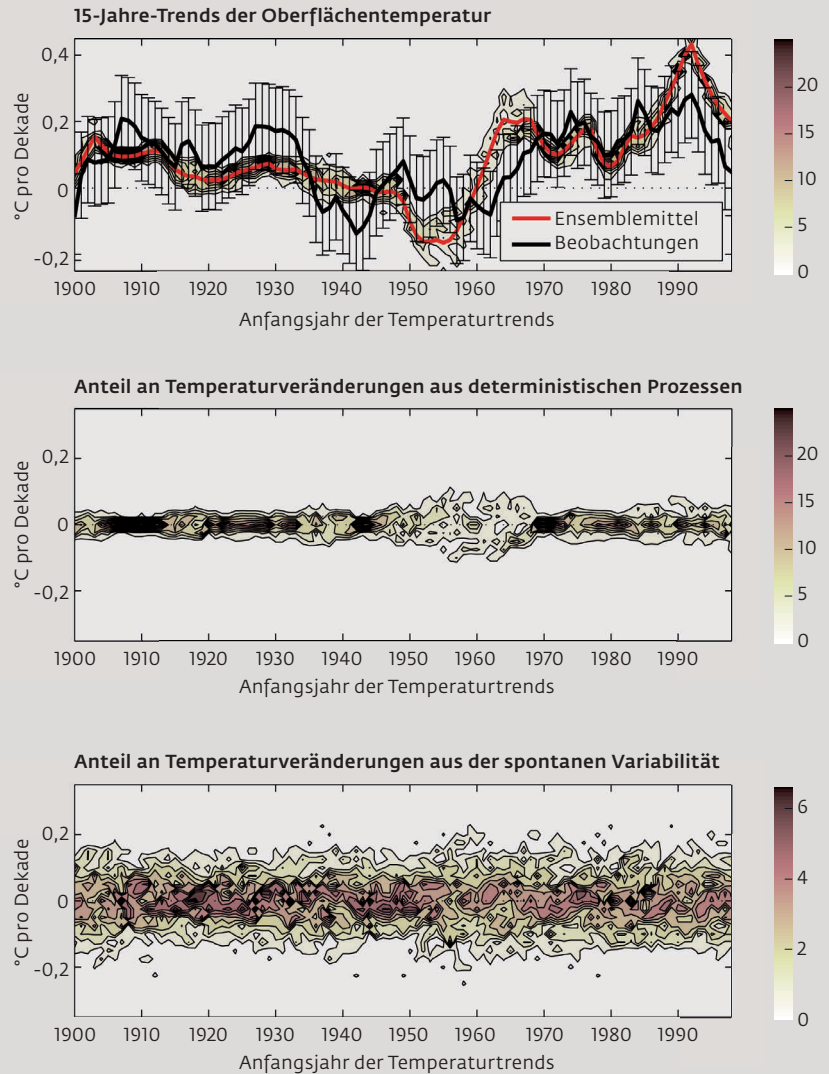 15-Jahre-Trends der Oberflächentemperatur
°C pro Dekade
0,4
0,2
0
-0,2
Ensemblemittel
Beobachtungen
1900 1910 1920 1930 1940 1950 1960 1970 1980 1990
Anfangsjahr der Temperaturtrends
20
15
10
5
0
Anteil an Temperaturveränderungen aus deterministischen Prozessen
°C pro Dekade
0,2
0
-0,2
1900 1910 1920 1930 1940 1950 1960 1970 1980 1990
Anfangsjahr der Temperaturtrends
20
15
10
5
0
Anteil an Temperaturveränderungen aus der spontanen Variabilität
°C pro Dekade
0,2
0
-0,2
1900 1910 1920 1930 1940 1950 1960 1970 1980 1990
Anfangsjahr der Temperaturtrends
6
4
2
0